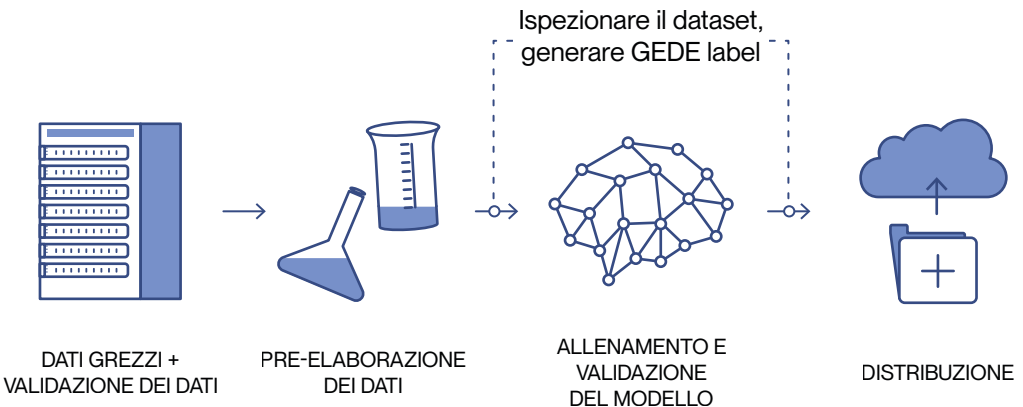 Ispezionare il dataset,
generare GEDE label
DATI GREZZI +
VALIDAZIONE DEI DATI
PRE-ELABORAZIONE
DEI DATI
ALLENAMENTO E
VALIDAZIONE
DEL MODELLO
DISTRIBUZIONE